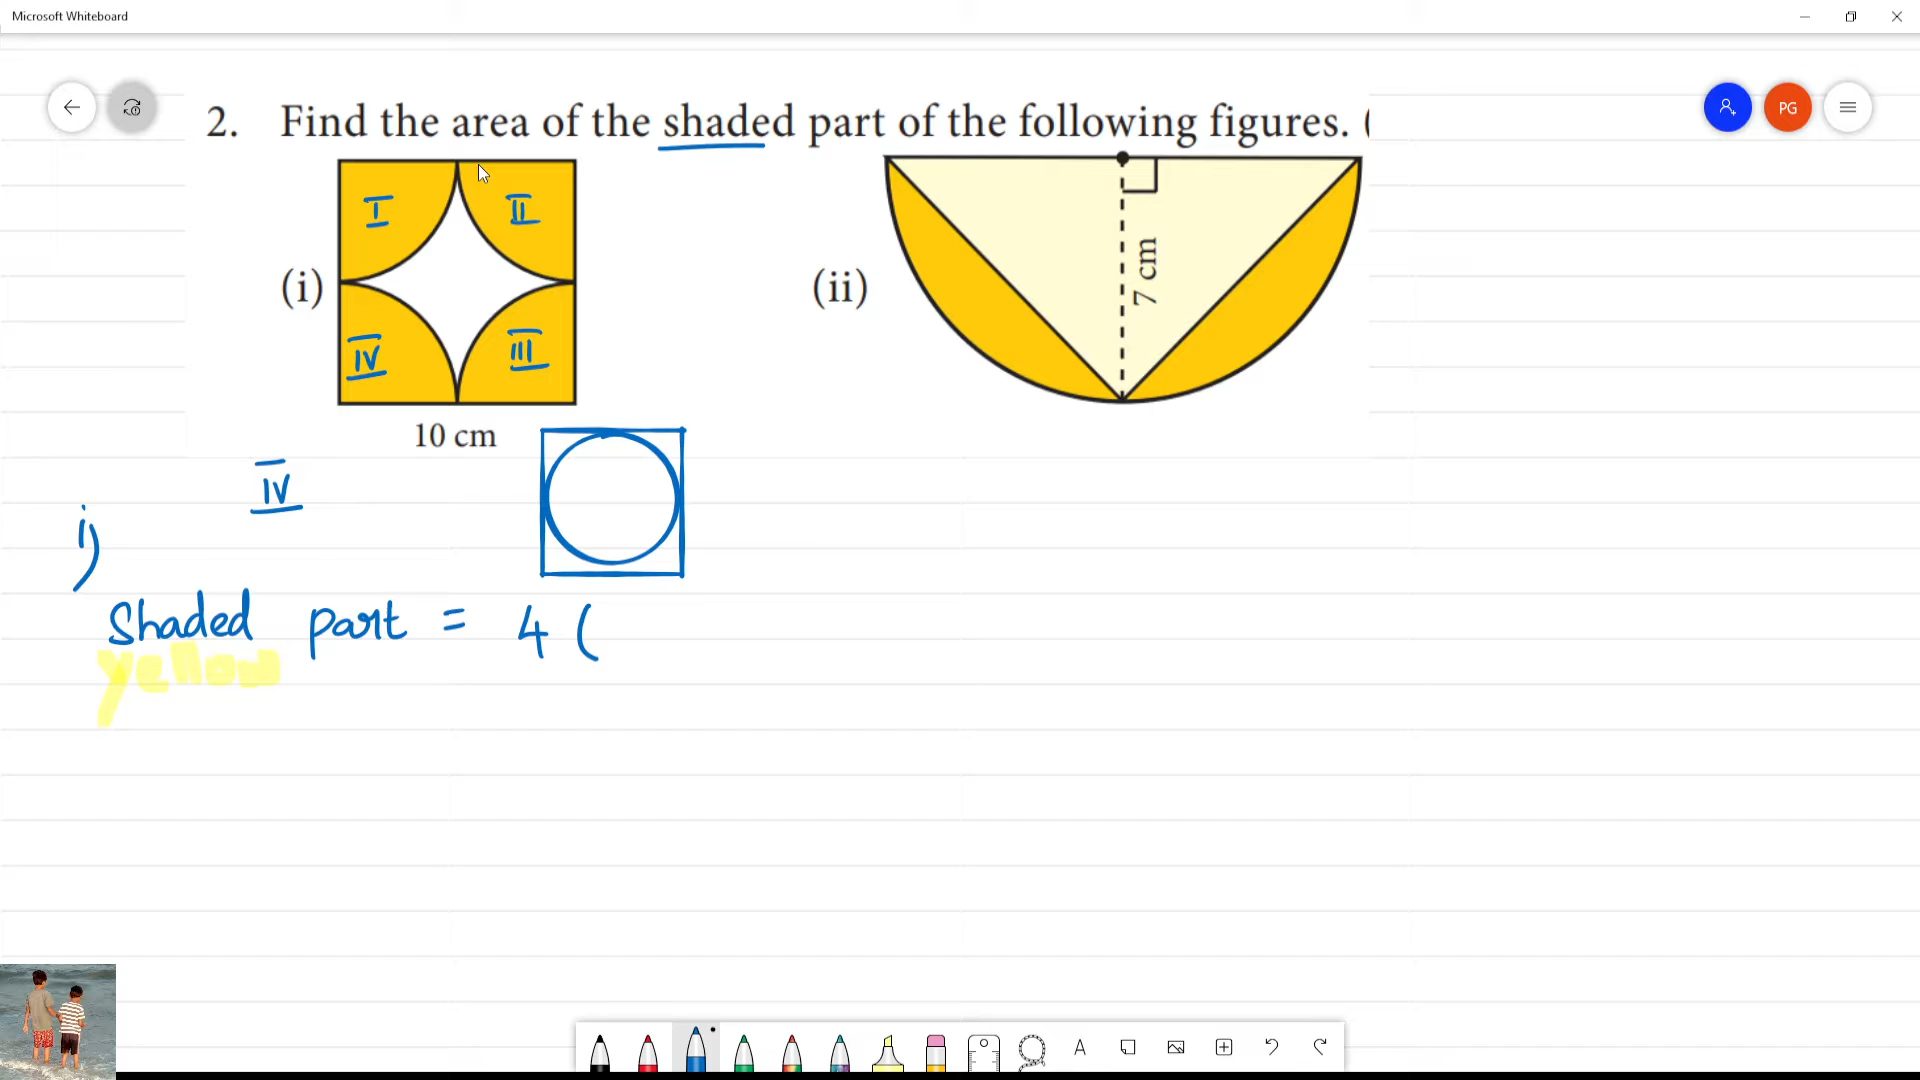 Microsoft Whiteboard
PG
2. Find the area of the shaded part of the following figures. (
I II
(i) (ii)
7 cm
IV III
10 cm
IV
i)
Shaded part = 4 (
yellow
A